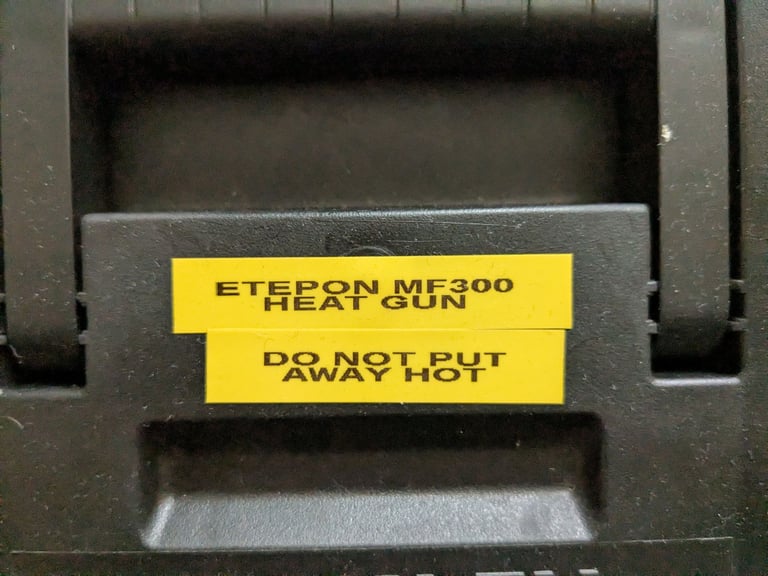 ETEPON MF300
HEAT GUN
DO NOT PUT
AWAY HOT